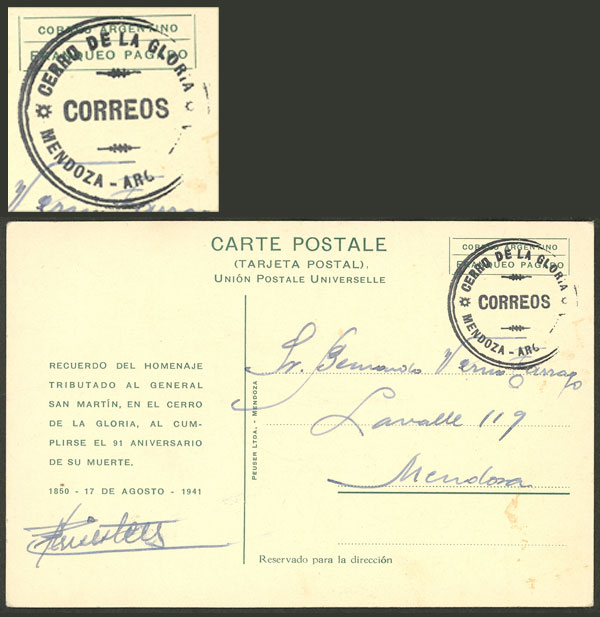 CORREO ARGENTINO
FRANQUEO PAGADO
CERRO DE LA GLORIA
CORREOS
MENDOZA - ARG
CARTE POSTALE
(TARJETA POSTAL).
UNIÓN POSTALE UNIVERSELLE
CORREO ARGENTINO
FRANQUEO PAGADO
CERRO DE LA GLORIA
CORREOS
MENDOZA - ARG
RECUERDO DEL HOMENAJE
TRIBUTADO AL GENERAL
SAN MARTÍN, EN EL CERRO
DE LA GLORIA, AL CUM-
PLIRSE EL 91 ANIVERSARIO
DE SU MUERTE.
1850 - 17 DE AGOSTO - 1941
PEUSER LTDA. - MENDOZA
Sr. Bernardo
Lavalle 119
Mendosa
Reservado para la dirección